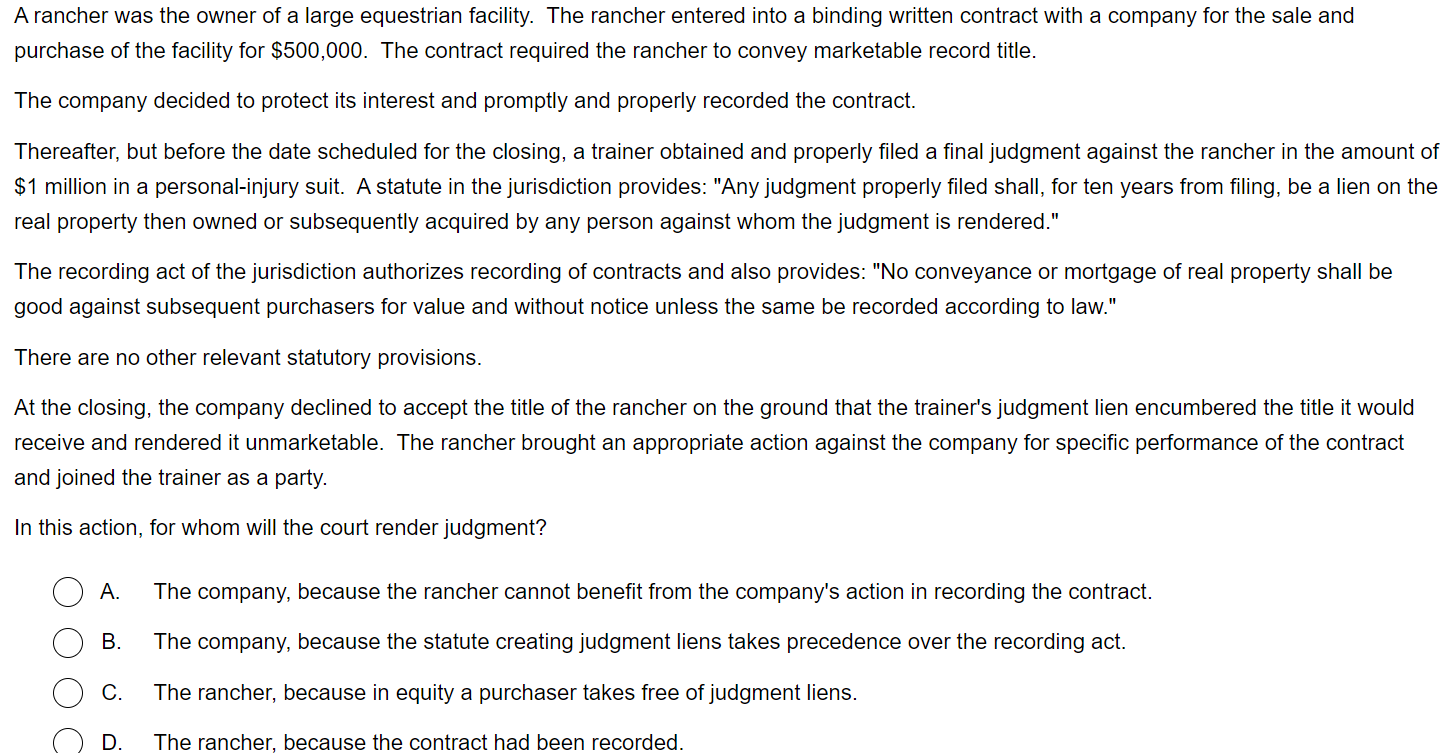 A rancher was the owner of a large equestrian facility.  The rancher entered into a binding written contract with a company for the sale and
purchase of the facility for $500,000.  The contract required the rancher to convey marketable record title.
The company decided to protect its interest and promptly and properly recorded the contract.
Thereafter, but before the date scheduled for the closing, a trainer obtained and properly filed a final judgment against the rancher in the amount of
$1 million in a personal-injury suit.  A statute in the jurisdiction provides: "Any judgment properly filed shall, for ten years from filing, be a lien on the
real property then owned or subsequently acquired by any person against whom the judgment is rendered."
The recording act of the jurisdiction authorizes recording of contracts and also provides: "No conveyance or mortgage of real property shall be
good against subsequent purchasers for value and without notice unless the same be recorded according to law."
There are no other relevant statutory provisions.
At the closing, the company declined to accept the title of the rancher on the ground that the trainer's judgment lien encumbered the title it would
receive and rendered it unmarketable.  The rancher brought an appropriate action against the company for specific performance of the contract
and joined the trainer as a party.
In this action, for whom will the court render judgment?
A. The company, because the rancher cannot benefit from the company's action in recording the contract.
B. The company, because the statute creating judgment liens takes precedence over the recording act.
C. The rancher, because in equity a purchaser takes free of judgment liens.
D. The rancher, because the contract had been recorded.